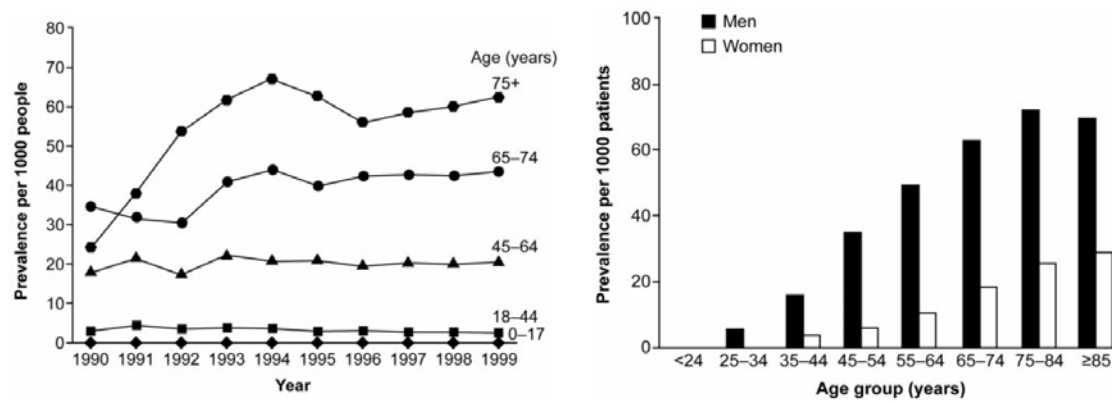 80
70
60
50
40
30
20
10
0
Prevalence per 1000 people
Age (years)
75+
65–74
45–64
18–44
0–17
1990 1991 1992 1993 1994 1995 1996 1997 1998 1999
Year
100
80
60
40
20
0
Prevalence per 1000 patients
Men
Women
<24 25–34 35–44 45–54 55–64 65–74 75–84 ≥85
Age group (years)